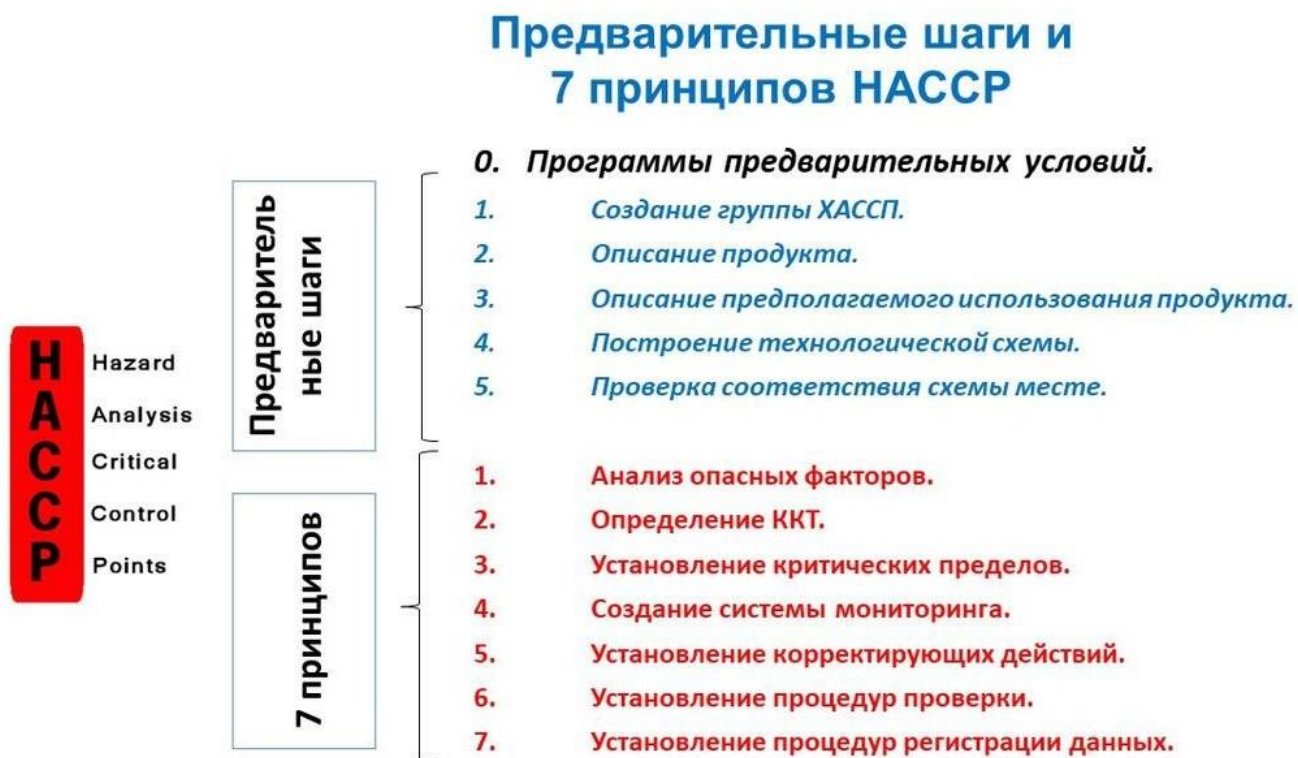 Предварительные шаги и
7 принципов HACCP
0. Программы предварительных условий.
1. Создание группы ХАССП.
2. Описание продукта.
3. Описание предполагаемого использования продукта.
4. Построение технологической схемы.
5. Проверка соответствия схемы месте.
Предваритель
ные шаги
H Hazard
A Analysis
C Critical
C Control
P Points
7 принципов
1. Анализ опасных факторов.
2. Определение ККТ.
3. Установление критических пределов.
4. Создание системы мониторинга.
5. Установление корректирующих действий.
6. Установление процедур проверки.
7. Установление процедур регистрации данных.